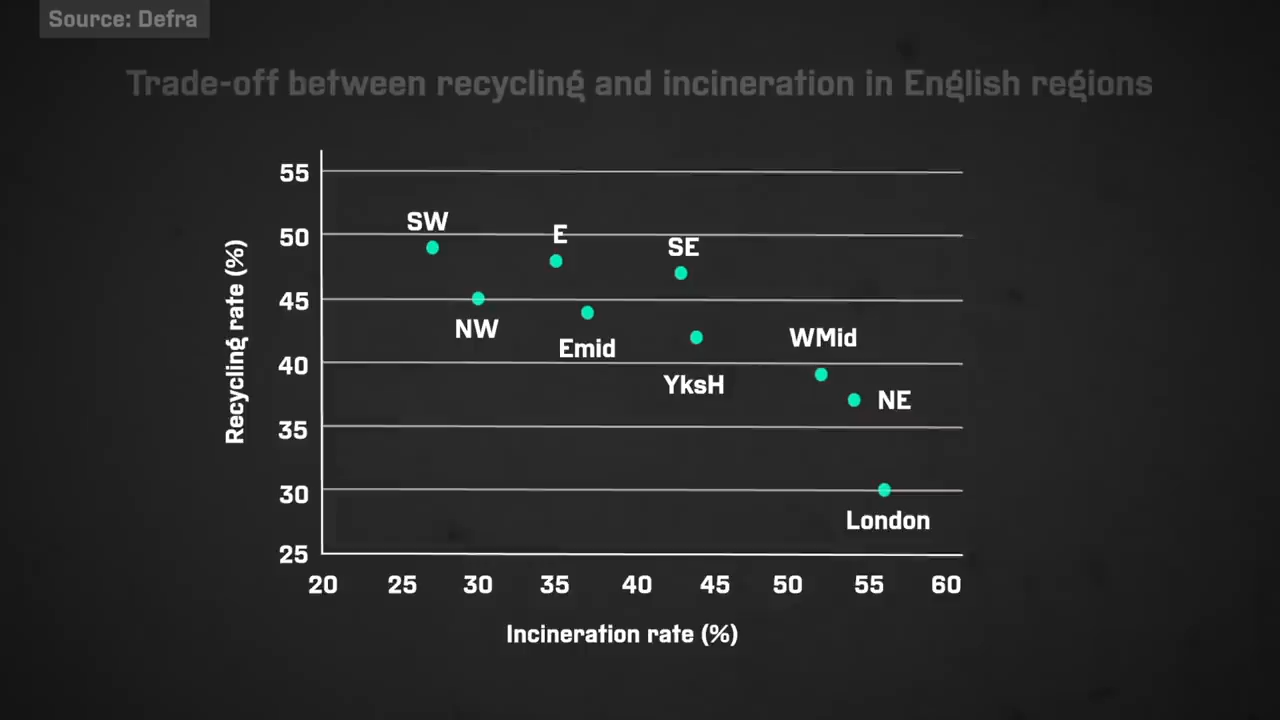 Source: Defra
Trade-off between recycling and incineration in English regions
Recycling rate (%)
55
50
45
40
35
30
25
SW
E
SE
NW
Emid
WMid
YksH
NE
London
20 25 30 35 40 45 50 55 60
Incineration rate (%)